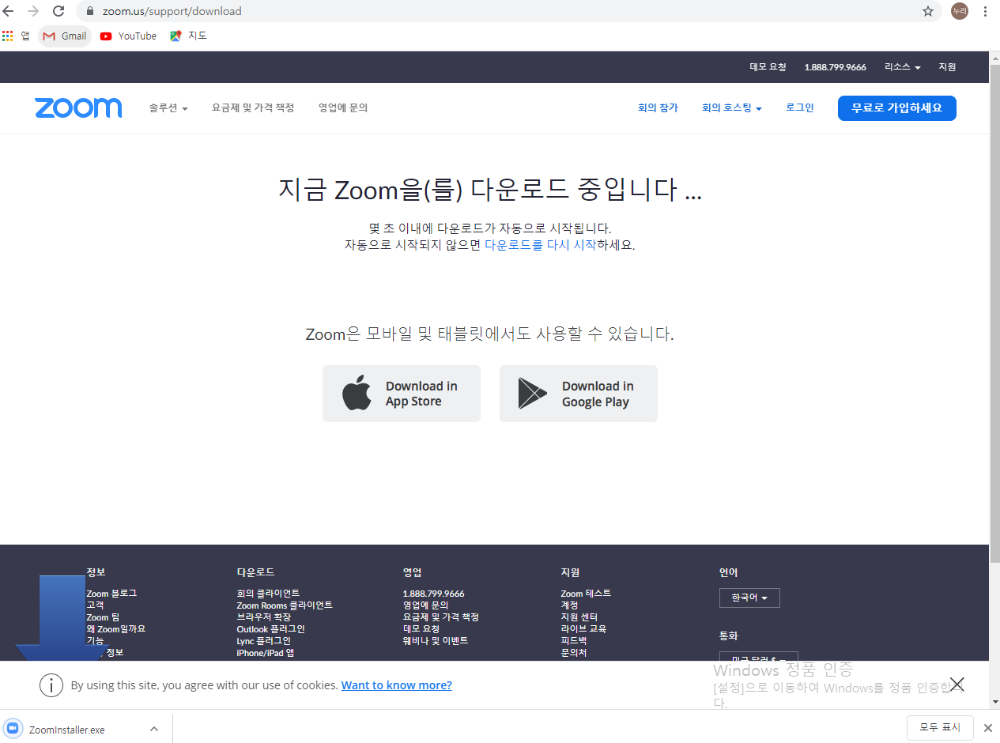 zoom.us/support/download
누리
앱 Gmail YouTube 지도
데모 요청 1.888.799.9666 리소스 지원
zoom 솔루션 요금제 및 가격 책정 영업에 문의 회의 참가 회의 호스팅 로그인 무료로 가입하세요
지금 Zoom을(를) 다운로드 중입니다 ...
몇 초 이내에 다운로드가 자동으로 시작됩니다.
자동으로 시작되지 않으면 다운로드를 다시 시작하세요.
Zoom은 모바일 및 태블릿에서도 사용할 수 있습니다.
Download in
App Store
Download in
Google Play
정보
Zoom 블로그
고객
Zoom 팀
왜 Zoom일까요
기능
정보
다운로드
회의 클라이언트
Zoom Rooms 클라이언트
브라우저 확장
Outlook 플러그인
Lync 플러그인
iPhone/iPad 앱
영업
1.888.799.9666
영업에 문의
요금제 및 가격 책정
데모 요청
웨비나 및 이벤트
지원
Zoom 테스트
계정
지원 센터
라이브 교육
피드백
문의처
언어
한국어
통화
미국 달러 $
By using this site, you agree with our use of cookies. Want to know more?
Windows 정품 인증
[설정]으로 이동하여 Windows를 정품 인증합니
다.
ZoomInstaller.exe
모두 표시